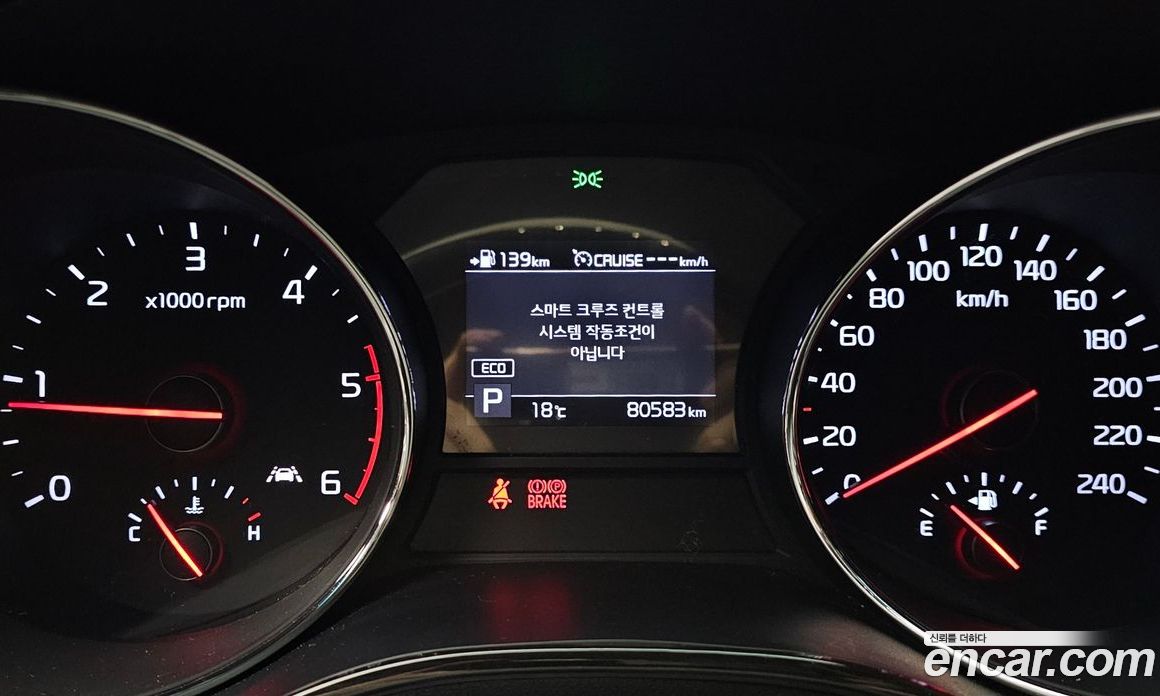 139km CRUISE ---km/h
스마트 크루즈 컨트롤
시스템 작동조건이
아닙니다
ECO
P 18℃ 80583 km
x1000rpm
0
1
2
3
4
5
6
C H
BRAKE
km/h
0
20
40
60
80
100
120
140
160
180
200
220
240
E F
신뢰를 더하다
encar.com